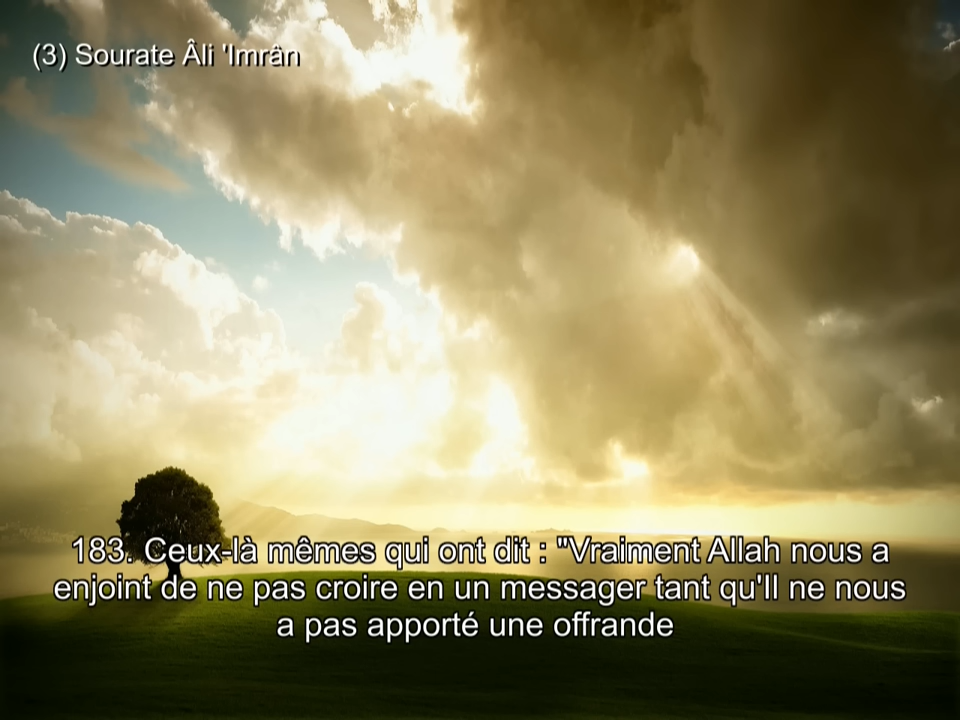 (3) Sourate Âli 'Imrân
183. Ceux-là mêmes qui ont dit : "Vraiment Allah nous a
enjoint de ne pas croire en un messager tant qu'Il ne nous
a pas apporté une offrande